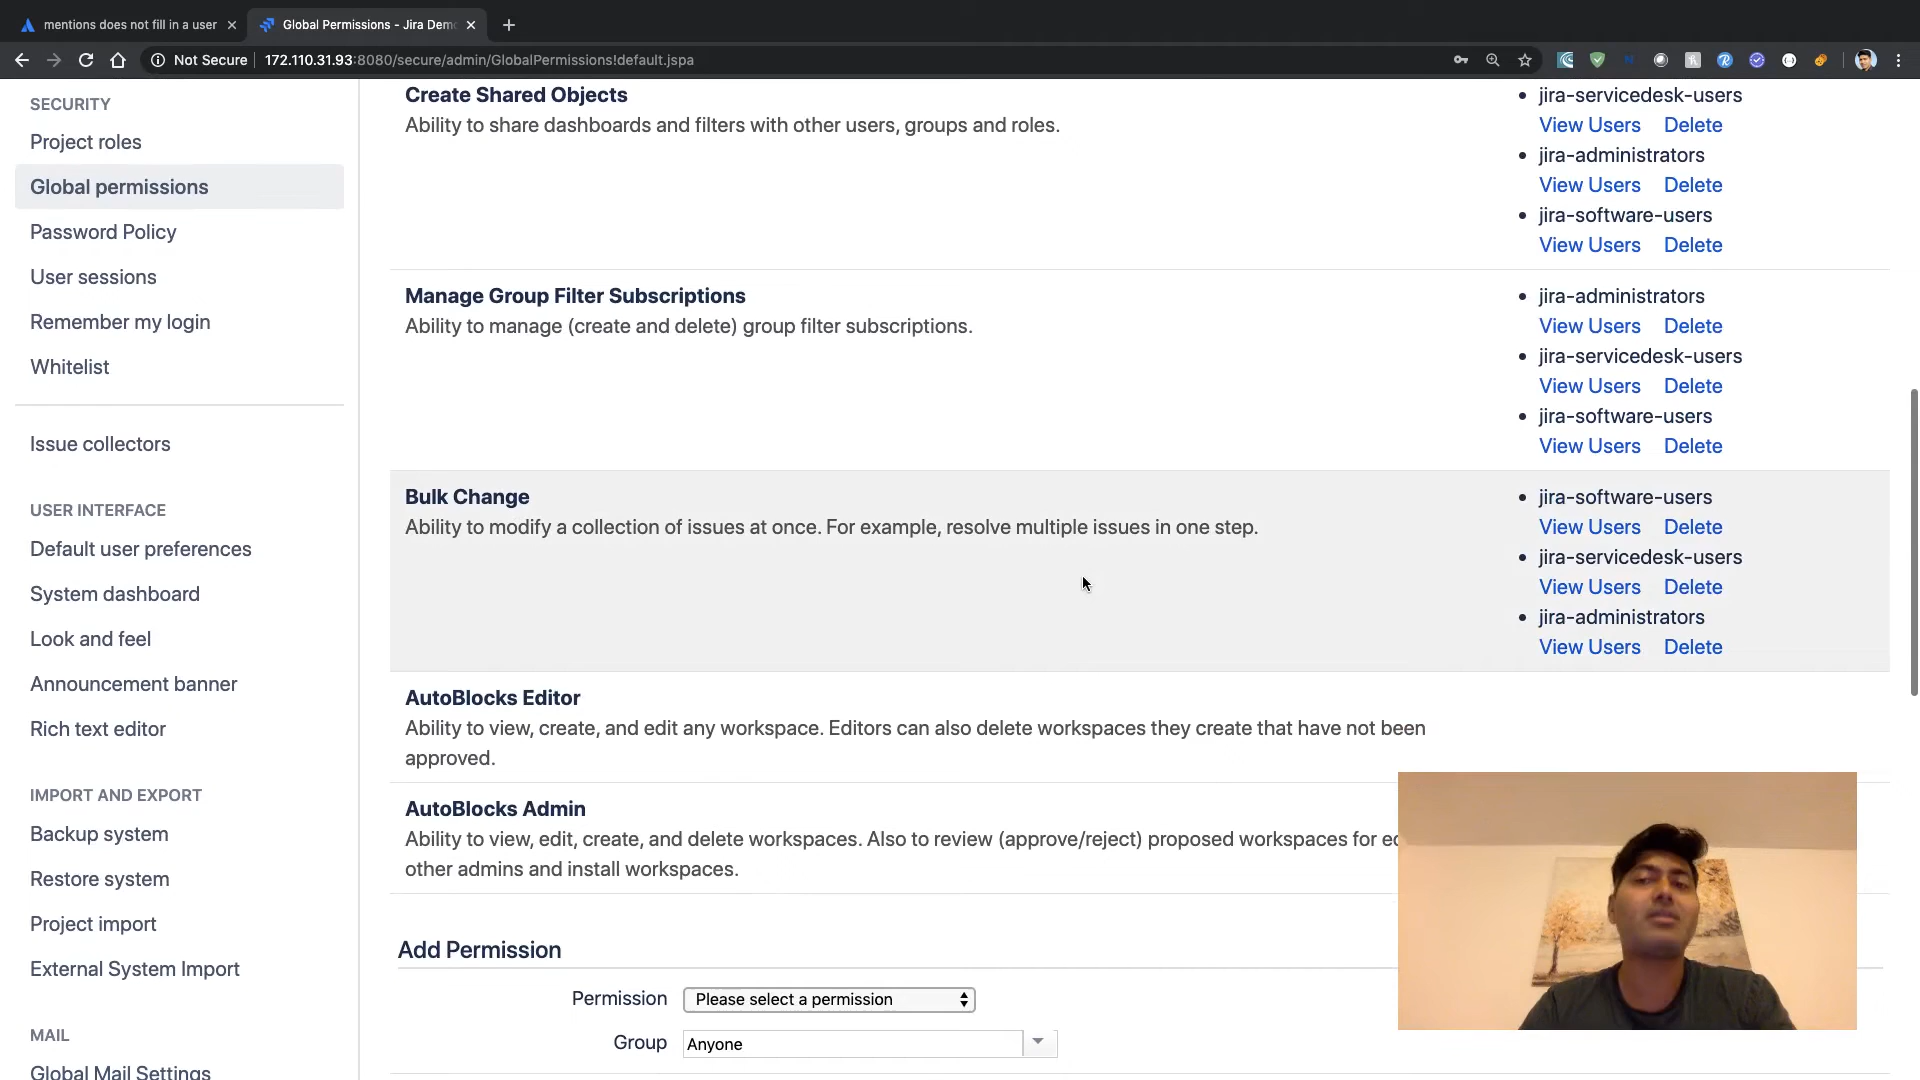 mentions does not fill in a user
Global Permissions - Jira Demo
Not Secure
172.110.31.93:8080/secure/admin/GlobalPermissions!default.jspa
SECURITY
Project roles
Global permissions
Password Policy
User sessions
Remember my login
Whitelist
Issue collectors
USER INTERFACE
Default user preferences
System dashboard
Look and feel
Announcement banner
Rich text editor
IMPORT AND EXPORT
Backup system
Restore system
Project import
External System Import
MAIL
Global Mail Settings
Create Shared Objects
Ability to share dashboards and filters with other users, groups and roles.
• jira-servicedesk-users
View Users Delete
• jira-administrators
View Users Delete
• jira-software-users
View Users Delete
Manage Group Filter Subscriptions
Ability to manage (create and delete) group filter subscriptions.
• jira-administrators
View Users Delete
• jira-servicedesk-users
View Users Delete
• jira-software-users
View Users Delete
Bulk Change
Ability to modify a collection of issues at once. For example, resolve multiple issues in one step.
• jira-software-users
View Users Delete
• jira-servicedesk-users
View Users Delete
• jira-administrators
View Users Delete
AutoBlocks Editor
Ability to view, create, and edit any workspace. Editors can also delete workspaces they create that have not been
approved.
AutoBlocks Admin
Ability to view, edit, create, and delete workspaces. Also to review (approve/reject) proposed workspaces for
other admins and install workspaces.
Add Permission
Permission Please select a permission
Group Anyone